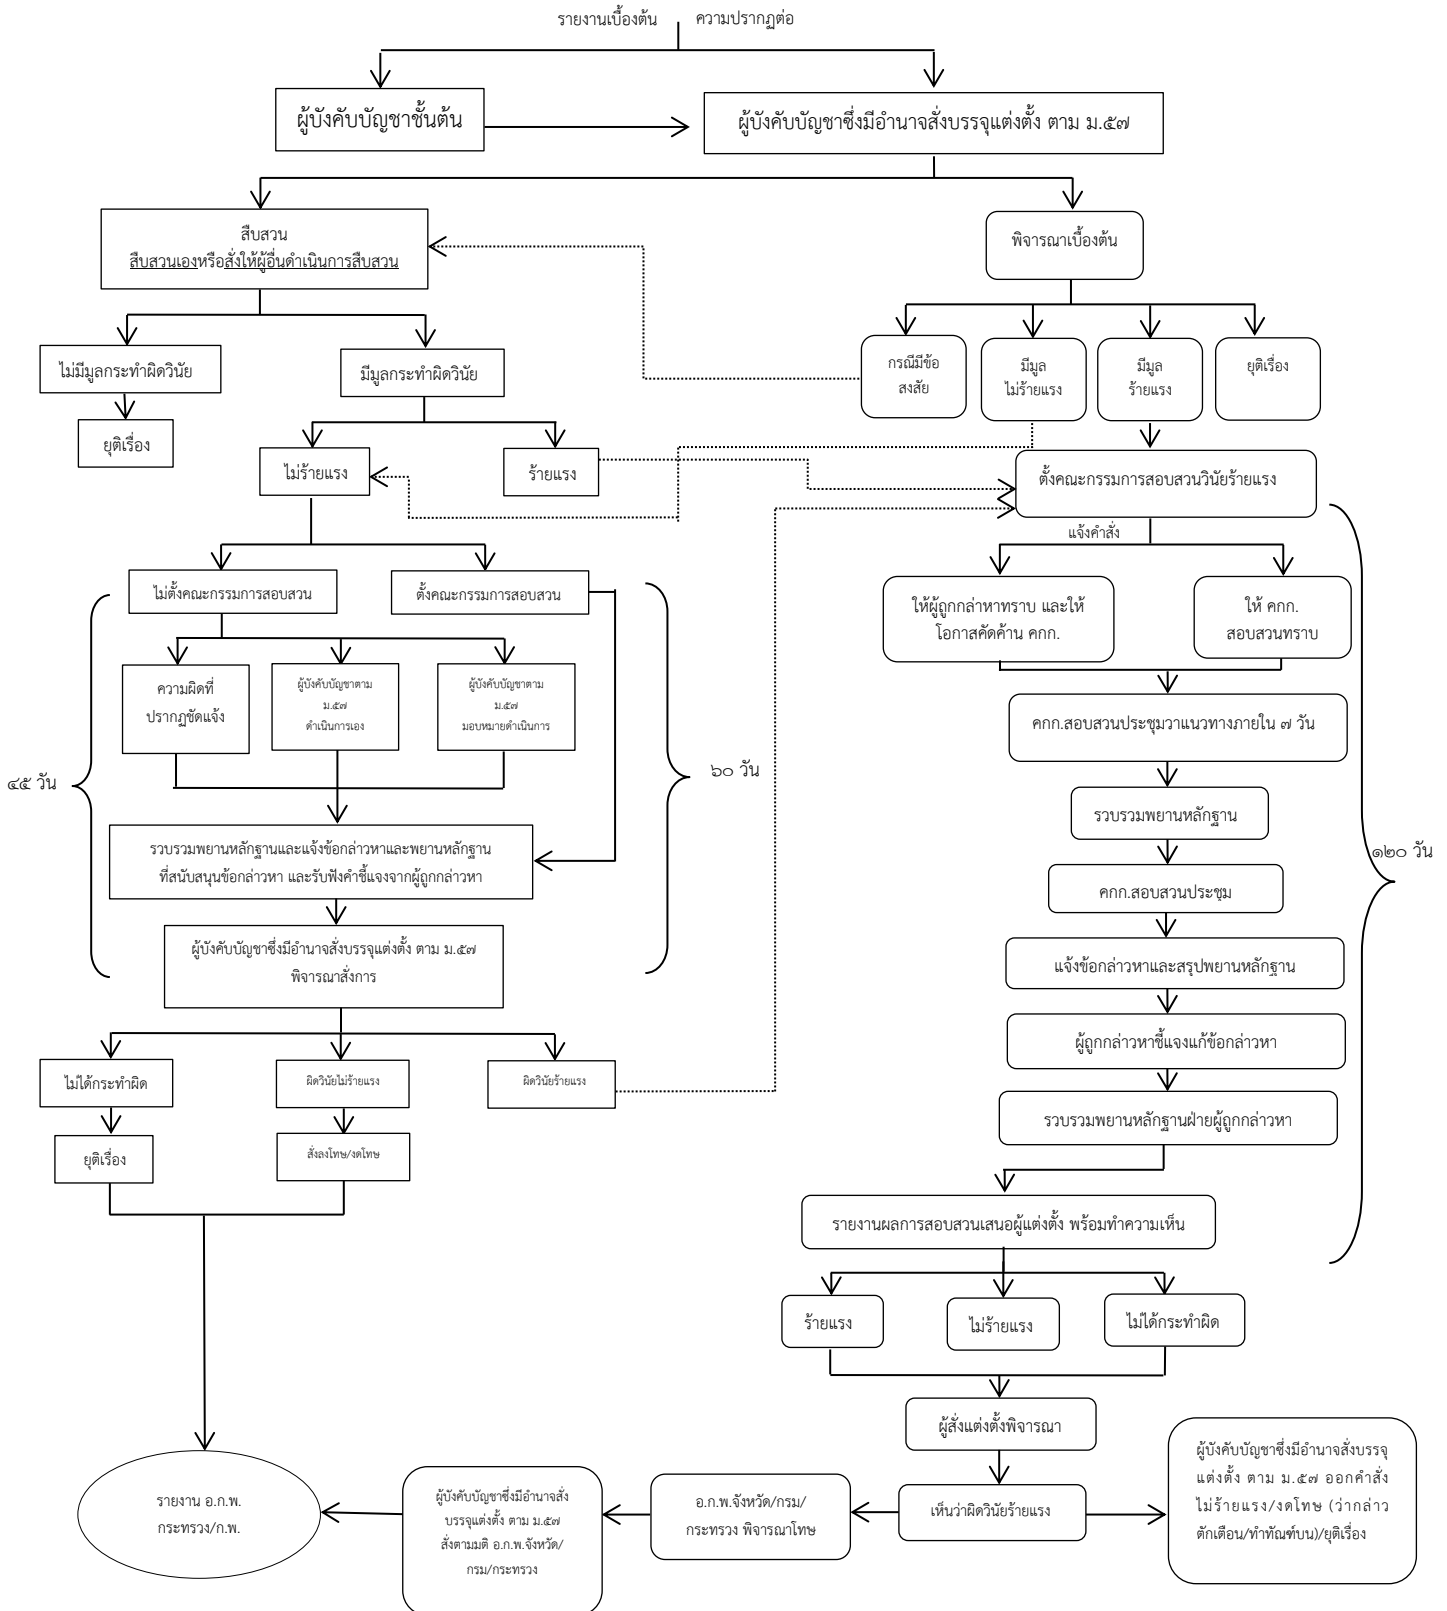 รายงานเบื้องต้น
ความปรากฏต่อ
ผู้บังคับบัญชาชั้นต้น
ผู้บังคับบัญชาซึ่งมีอำนาจสั่งบรรจุแต่งตั้ง ตาม ม.๕๗
สืบสวน
สืบสวนเองหรือสั่งให้ผู้อื่นดำเนินการสืบสวน
พิจารณาเบื้องต้น
ไม่มีมูลกระทำผิดวินัย
มีมูลกระทำผิดวินัย
กรณีมีข้อ
สงสัย
มีมูล
ไม่ร้ายแรง
มีมูล
ร้ายแรง
ยุติเรื่อง
ยุติเรื่อง
ไม่ร้ายแรง
ร้ายแรง
ตั้งคณะกรรมการสอบสวนวินัยร้ายแรง
แจ้งคำสั่ง
ไม่ตั้งคณะกรรมการสอบสวน
ตั้งคณะกรรมการสอบสวน
ให้ผู้ถูกกล่าหาทราบ และให้
โอกาสคัดค้าน คกก.
ให้ คกก.
สอบสวนทราบ
ความผิดที่
ปรากฏชัดแจ้ง
ผู้บังคับบัญชาตาม
ม.๕๗
ดำเนินการเอง
ผู้บังคับบัญชาตาม
ม.๕๗
มอบหมายดำเนินการ
คกก.สอบสวนประชุมวาแนวทางภายใน ๗ วัน
๔๕ วัน
๖๐ วัน
รวบรวมพยานหลักฐาน
รวบรวมพยานหลักฐานและแจ้งข้อกล่าวหาและพยานหลักฐาน
ที่สนับสนุนข้อกล่าวหา และรับฟังคำชี้แจงจากผู้ถูกกล่าวหา
๑๒๐ วัน
คกก.สอบสวนประชุม
ผู้บังคับบัญชาซึ่งมีอำนาจสั่งบรรจุแต่งตั้ง ตาม ม.๕๗
พิจารณาสั่งการ
แจ้งข้อกล่าวหาและสรุปพยานหลักฐาน
ผู้ถูกกล่าวหาชี้แจงแก้ข้อกล่าวหา
ไม่ได้กระทำผิด
ผิดวินัยไม่ร้ายแรง
ผิดวินัยร้ายแรง
รวบรวมพยานหลักฐานฝ่ายผู้ถูกกล่าวหา
ยุติเรื่อง
สั่งลงโทษ/งดโทษ
รายงานผลการสอบสวนเสนอผู้แต่งตั้ง พร้อมทำความเห็น
ร้ายแรง
ไม่ร้ายแรง
ไม่ได้กระทำผิด
ผู้สั่งแต่งตั้งพิจารณา
รายงาน อ.ก.พ.
กระทรวง/ก.พ.
ผู้บังคับบัญชาซึ่งมีอำนาจสั่ง
บรรจุแต่งตั้ง ตาม ม.๕๗
สั่งตามมติ อ.ก.พ.จังหวัด/
กรม/กระทรวง
อ.ก.พ.จังหวัด/กรม/
กระทรวง พิจารณาโทษ
เห็นว่าผิดวินัยร้ายแรง
ผู้บังคับบัญชาซึ่งมีอำนาจสั่งบรรจุ
แต่งตั้ง ตาม ม.๕๗ ออกคำสั่ง
ไม่ร้ายแรง/งดโทษ (ว่ากล่าว
ตักเตือน/ทำทัณฑ์บน)/ยุติเรื่อง